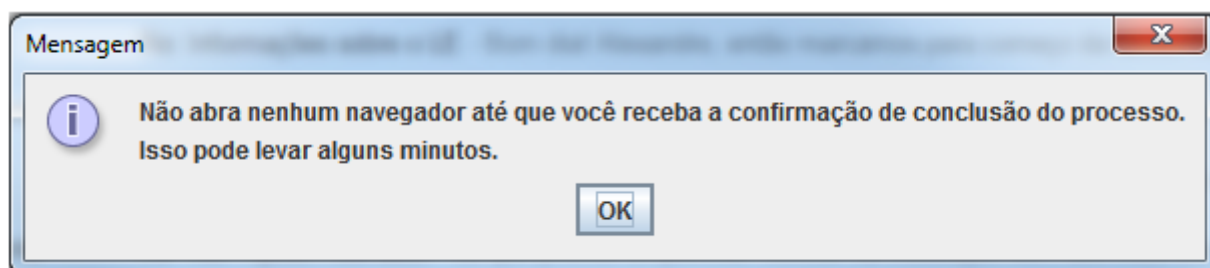 Mensagem
Não abra nenhum navegador até que você receba a confirmação de conclusão do processo.
Isso pode levar alguns minutos.
OK